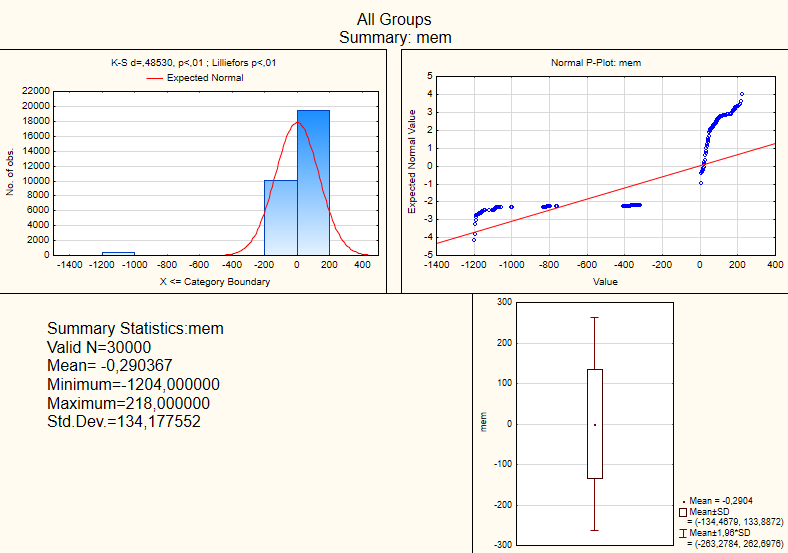 All Groups
Summary: mem
K-S d=,48530, p<,01 ; Lilliefors p<,01
Expected Normal
22000
20000
18000
16000
14000
12000
10000
8000
6000
4000
2000
0
No. of obs.
-1400 -1200 -1000 -800 -600 -400 -200 0 200 400
X <= Category Boundary
Normal P-Plot: mem
5
4
3
2
1
0
-1
-2
-3
-4
-5
Expected Normal Value
-1400 -1200 -1000 -800 -600 -400 -200 0 200 400
Value
Summary Statistics:mem
Valid N=30000
Mean= -0,290367
Minimum=-1204,000000
Maximum=218,000000
Std.Dev.=134,177552
300
200
100
0
-100
-200
-300
mem
Mean = -0,2904
Mean±SD
= (-134,4679, 133,8872)
Mean±1,96*SD
= (-263,2784, 262,6976)